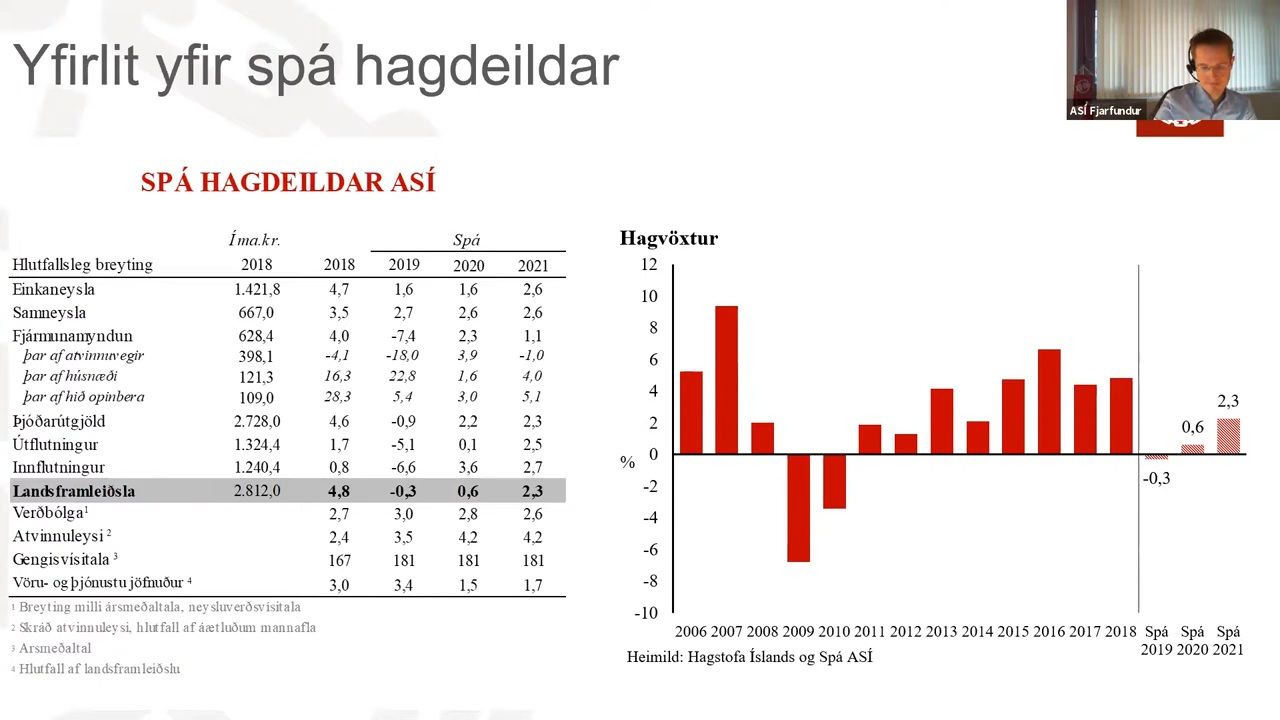 Yfirlit yfir spá hagdeildar
ASÍ Fjarfundur
SPÁ HAGDEILDAR ASÍ
Í ma.kr. Spá
Hlutfallsleg breyting 2018 2018 2019 2020 2021
Einkaneysla 1.421,8 4,7 1,6 1,6 2,6
Samneysla 667,0 3,5 2,7 2,6 2,6
Fjármunamyndun 628,4 4,0 -7,4 2,3 1,1
þar af atvinnuvegir 398,1 -4,1 -18,0 3,9 -1,0
þar af húsnæði 121,3 16,3 22,8 1,6 4,0
þar af hið opinbera 109,0 28,3 5,4 3,0 5,1
Þjóðarútgjöld 2.728,0 4,6 -0,9 2,2 2,3
Útflutningur 1.324,4 1,7 -5,1 0,1 2,5
Innflutningur 1.240,4 0,8 -6,6 3,6 2,7
Landsframleiðsla 2.812,0 4,8 -0,3 0,6 2,3
Verðbólga¹ 2,7 3,0 2,8 2,6
Atvinnuleysi ² 2,4 3,5 4,2 4,2
Gengisvísitala ³ 167 181 181 181
Vöru- og þjónustu jöfnuður ⁴ 3,0 3,4 1,5 1,7
¹ Breyting milli ársmeðaltala, neysluverðsvísitala
² Skráð atvinnuleysi, hlutfall af áætluðum mannafla
³ Ársmeðaltal
⁴ Hlutfall af landsframleiðslu
Hagvöxtur
12
10
8
6
4
2
0
%
-2
-4
-6
-8
-10
2,3
0,6
-0,3
2006 2007 2008 2009 2010 2011 2012 2013 2014 2015 2016 2017 2018 Spá Spá Spá
2019 2020 2021
Heimild: Hagstofa Íslands og Spá ASÍ